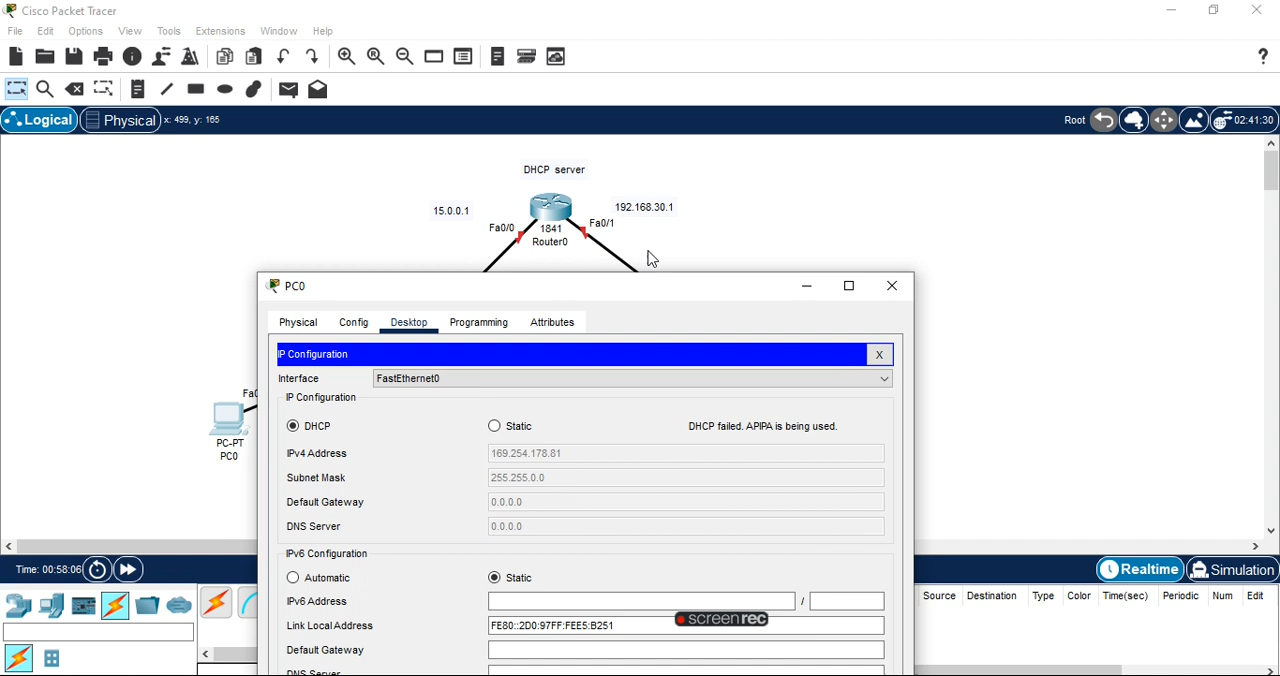 Cisco Packet Tracer
File Edit Options View Tools Extensions Window Help
Logical Physical x: 499, y: 165 Root 02:41:30
DHCP server
15.0.0.1 192.168.30.1
Fa0/0 Fa0/1
1841
Router0
PC0
Physical Config Desktop Programming Attributes
IP Configuration X
Interface FastEthernet0
IP Configuration
DHCP Static DHCP failed. APIPA is being used.
IPv4 Address 169.254.178.81
Subnet Mask 255.255.0.0
Default Gateway 0.0.0.0
DNS Server 0.0.0.0
IPv6 Configuration
Automatic Static
IPv6 Address /
Link Local Address FE80::2D0:97FF:FEE5:B251
Default Gateway
DNS Server
screenrec
Fa0
PC-PT
PC0
Time: 00:58:06 Realtime Simulation
Source Destination Type Color Time(sec) Periodic Num Edit